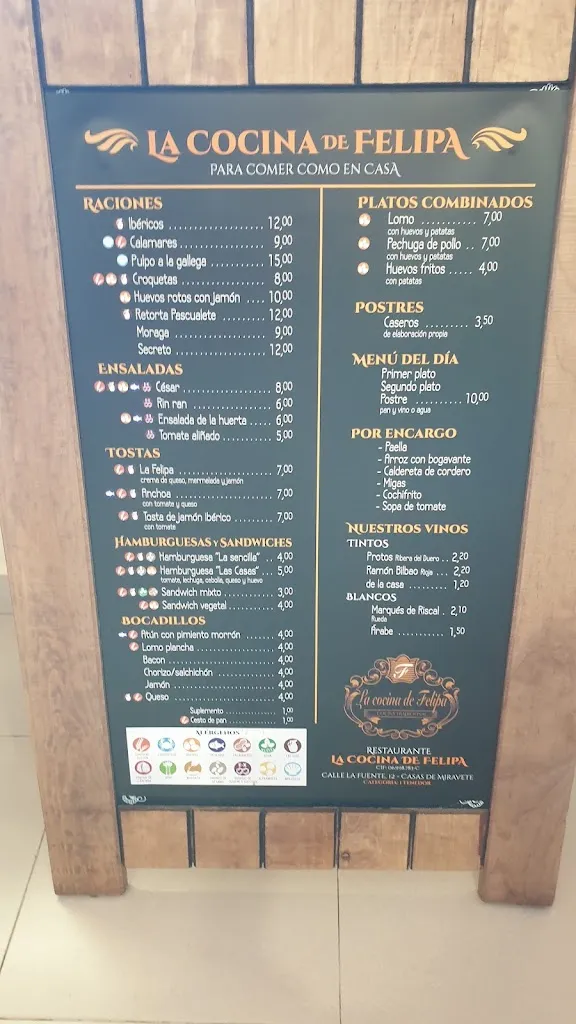 LA COCINA DE FELIPA
PARA COMER COMO EN CASA
RACIONES
Ibéricos 12,00
Calamares 9,00
Pulpo a la gallega 15,00
Croquetas 8,00
Huevos rotos con jamón 10,00
Retorta Pascualete 12,00
Moraga 9,00
Secreto 12,00
ENSALADAS
César 8,00
Rin ran 6,00
Ensalada de la huerta 6,00
Tomate aliñado 5,00
TOSTAS
La Felipa 7,00
crema de queso, mermelada y jamón
Anchoa 7,00
con tomate y queso
Tosta de jamón ibérico 7,00
con tomate
HAMBURGUESAS Y SANDWICHES
Hamburguesa "La sencilla" 4,00
Hamburguesa "Las Casas" 5,00
tomate, lechuga, cebolla, queso y huevo
Sandwich mixto 3,00
Sandwich vegetal 4,00
BOCADILLOS
Atún con pimiento morrón 4,00
Lomo plancha 4,00
Bacon 4,00
Chorizo/salchichón 4,00
Jamón 4,00
Queso 4,00
Suplemento 1,00
Cesto de pan 1,00
ALÉRGENOS
PLATOS COMBINADOS
Lomo 7,00
con huevos y patatas
Pechuga de pollo 7,00
con huevos y patatas
Huevos fritos 4,00
con patatas
POSTRES
Caseros 3,50
de elaboración propia
MENÚ DEL DÍA
Primer plato
Segundo plato
Postre 10,00
pan y vino o agua
POR ENCARGO
- Paella
- Arroz con bogavante
- Caldereta de cordero
- Migas
- Cochifrito
- Sopa de tomate
NUESTROS VINOS
TINTOS
Protos Ribera del Duero 2,20
Ramón Bilbao Rioja 2,20
de la casa 1,20
BLANCOS
Marqués de Riscal 2,10
Rueda
Árabe 1,50
F
La cocina de Felipa
RESTAURANTE
LA COCINA DE FELIPA
CALLE LA FUENTE, 12 - CASAS DE MIRAVETE
CATEGORÍA: 1 TENEDOR